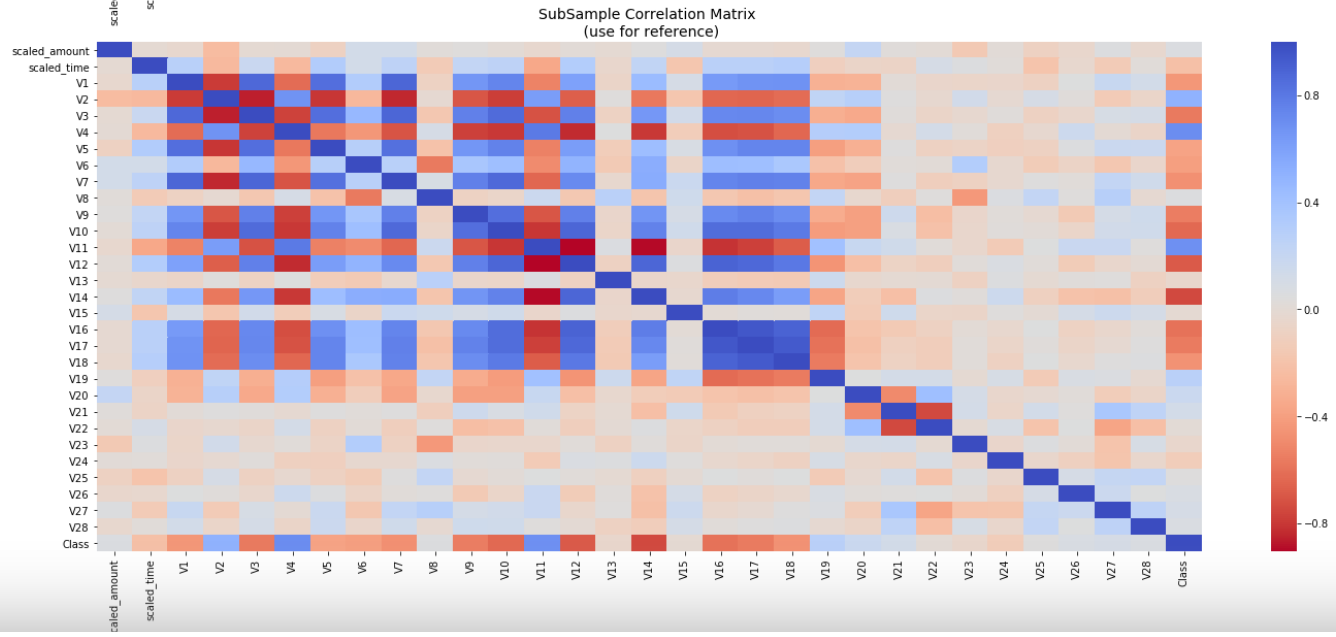 scaled
sc
SubSample Correlation Matrix
(use for reference)
scaled_amount
scaled_time
V1
V2
V3
V4
V5
V6
V7
V8
V9
V10
V11
V12
V13
V14
V15
V16
V17
V18
V19
V20
V21
V22
V23
V24
V25
V26
V27
V28
Class
0.8
0.4
0.0
−0.4
−0.8
caled_amount
scaled_time
V1
V2
V3
V4
V5
V6
V7
V8
V9
V10
V11
V12
V13
V14
V15
V16
V17
V18
V19
V20
V21
V22
V23
V24
V25
V26
V27
V28
Class